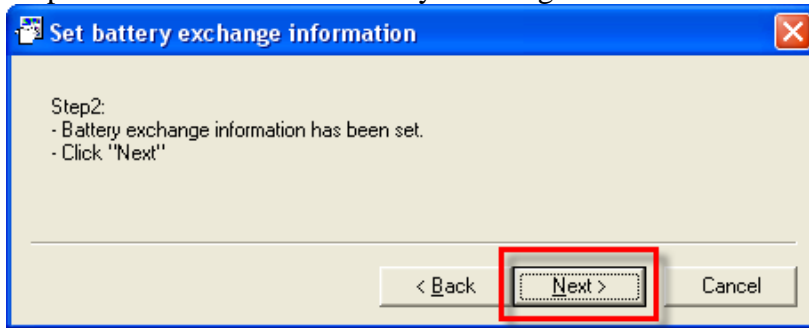 Set battery exchange information
Step2:
- Battery exchange information has been set.
- Click "Next"
< Back
Next >
Cancel